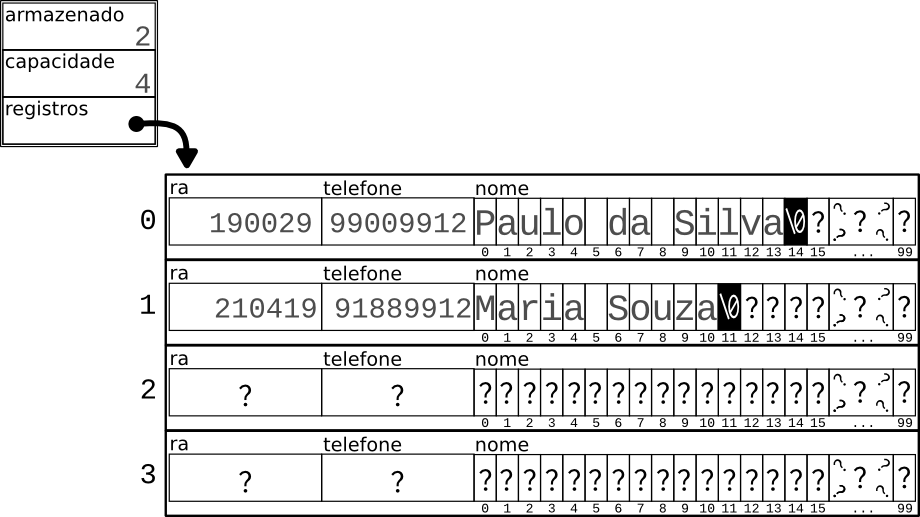 armazenado
2
capacidade
4
registros
ra telefone nome
0 190029 99009912 Paulo da Silva\0? ? ? ? ? ? ?
0 1 2 3 4 5 6 7 8 9 10 11 12 13 14 15 ... 99
ra telefone nome
1 210419 91889912 Maria Souza\0???? ? ? ? ? ? ?
0 1 2 3 4 5 6 7 8 9 10 11 12 13 14 15 ... 99
ra telefone nome
2 ? ? ???????????????? ? ? ? ? ? ?
0 1 2 3 4 5 6 7 8 9 10 11 12 13 14 15 ... 99
ra telefone nome
3 ? ? ???????????????? ? ? ? ? ? ?
0 1 2 3 4 5 6 7 8 9 10 11 12 13 14 15 ... 99